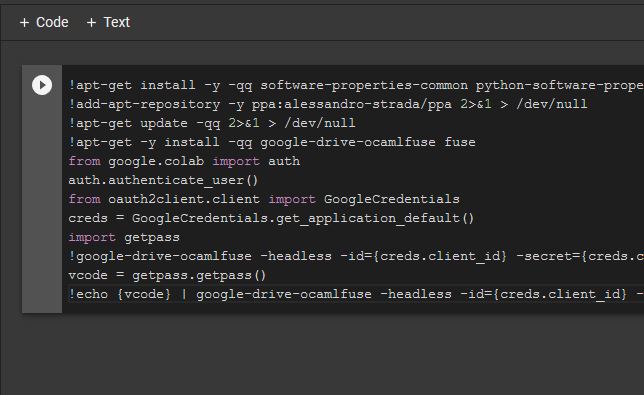 + Code + Text
!apt-get install -y -qq software-properties-common python-software-prope
!add-apt-repository -y ppa:alessandro-strada/ppa 2>&1 > /dev/null
!apt-get update -qq 2>&1 > /dev/null
!apt-get -y install -qq google-drive-ocamlfuse fuse
from google.colab import auth
auth.authenticate_user()
from oauth2client.client import GoogleCredentials
creds = GoogleCredentials.get_application_default()
import getpass
!google-drive-ocamlfuse -headless -id={creds.client_id} -secret={creds.c
vcode = getpass.getpass()
!echo {vcode} | google-drive-ocamlfuse -headless -id={creds.client_id} -